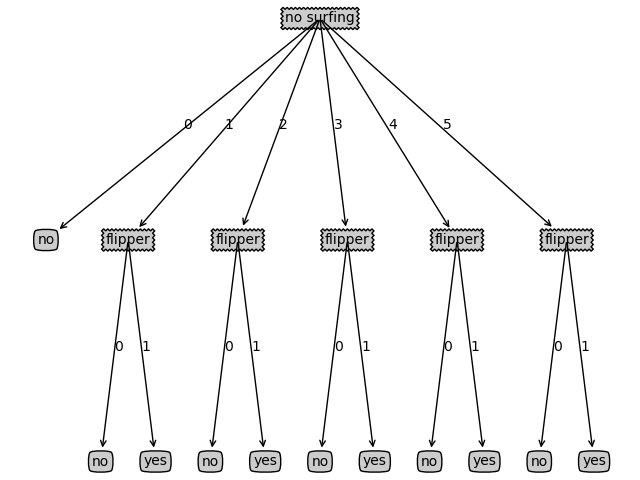 no surfing
0 1 2 3 4 5
no flipper flipper flipper flipper flipper
0 1 0 1 0 1 0 1 0 1
no yes no yes no yes no yes no yes